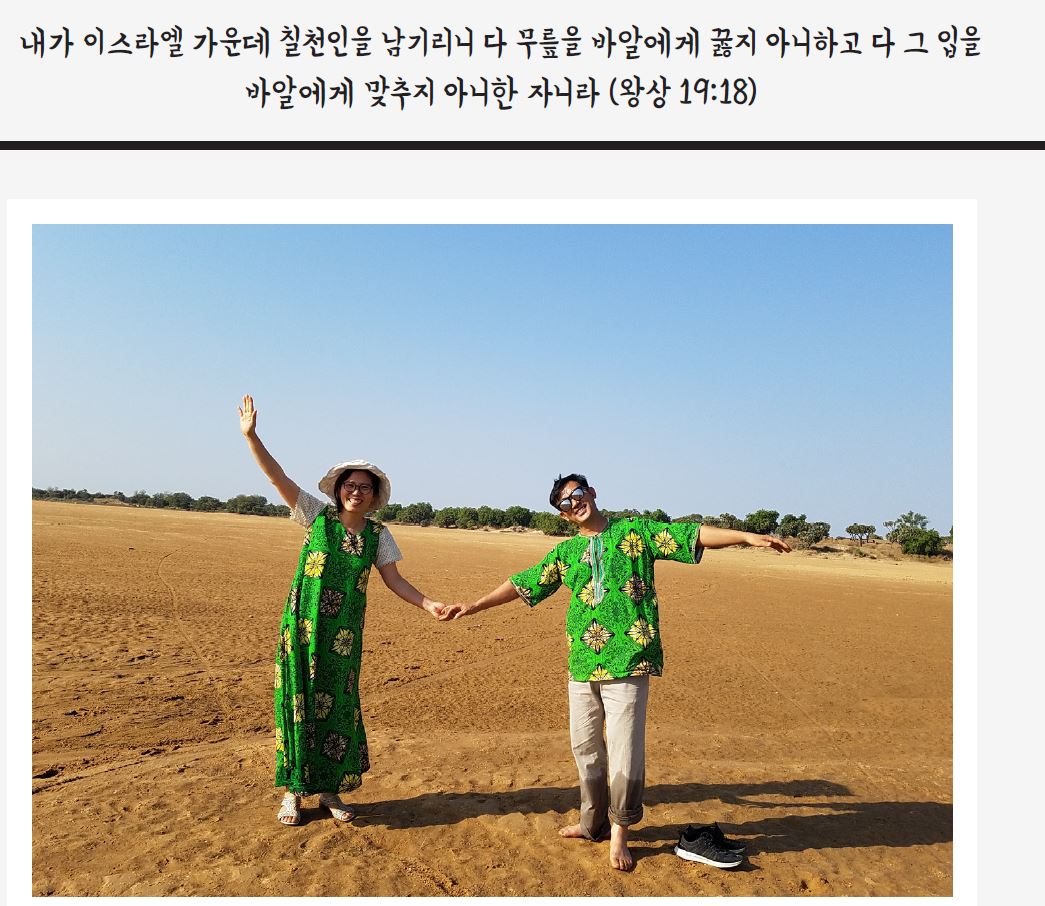 내가 이스라엘 가운데 칠천인을 남기리니 다 무릎을 바알에게 꿇지 아니하고 다 그 입을
바알에게 맞추지 아니한 자니라 (왕상 19:18)